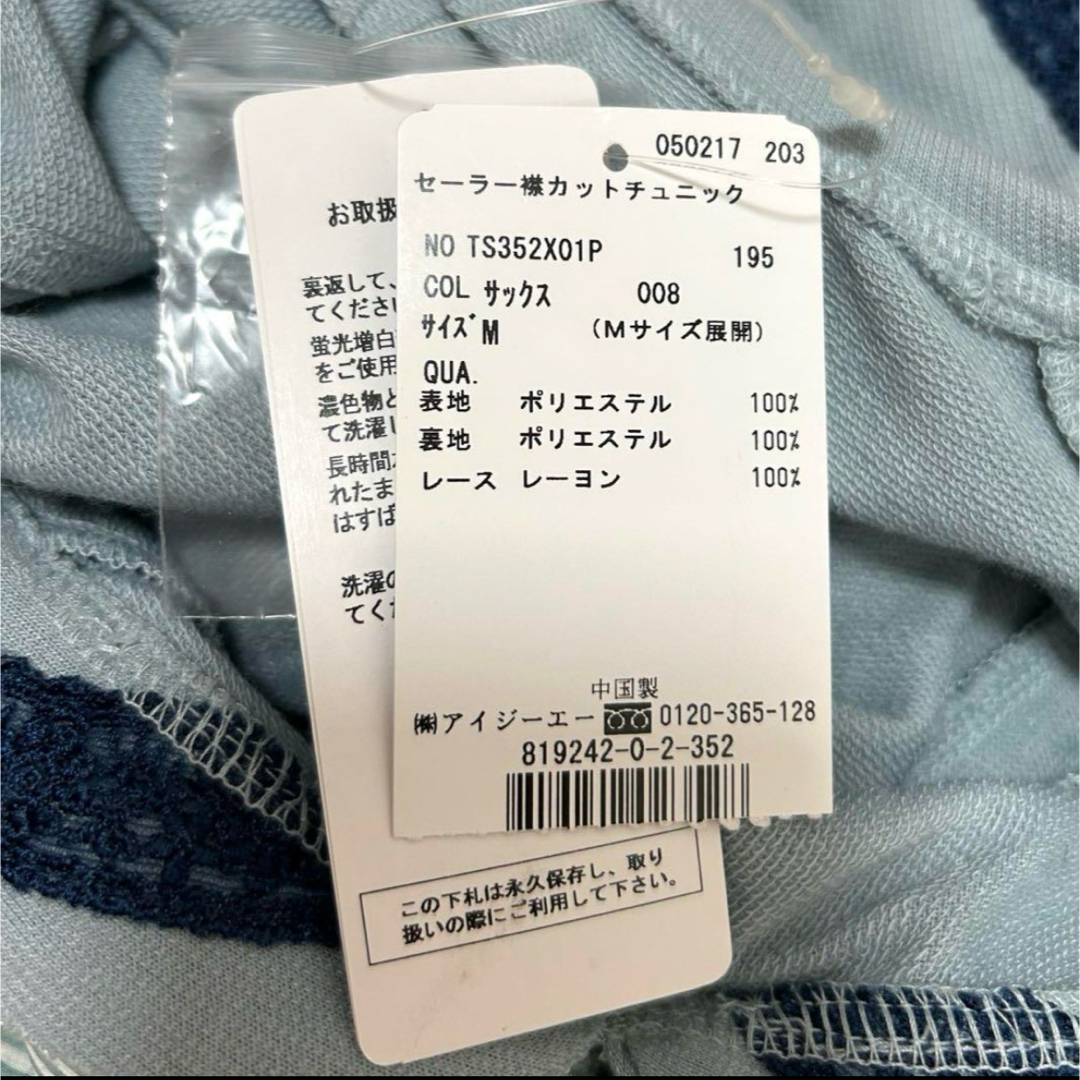 050217 203
セーラー襟カットチュニック
NO TS352X01P 195
COL サックス 008
サイズ M (Mサイズ展開)
QUA.
表地 ポリエステル 100%
裏地 ポリエステル 100%
レース レーヨン 100%
中国製
㈱アイジーエー 0120-365-128
819242-0-2-352
お取扱
裏返して、
てくださ
蛍光増白
をご使用
濃色物と
て洗濯し
長時間
れたま
はすば
洗濯の
てく
この下札は永久保存し、取り
扱いの際にご利用して下さい。